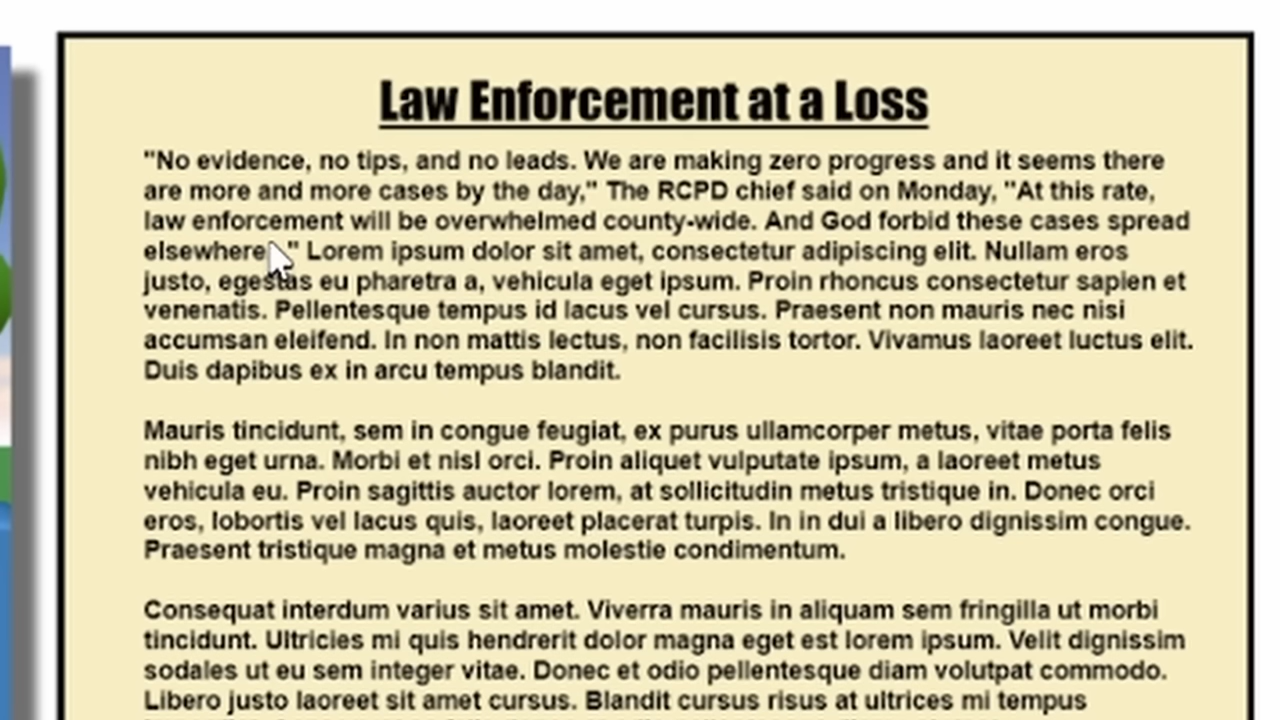 Law Enforcement at a Loss
"No evidence, no tips, and no leads. We are making zero progress and it seems there
are more and more cases by the day," The RCPD chief said on Monday, "At this rate,
law enforcement will be overwhelmed county-wide. And God forbid these cases spread
elsewhere " Lorem ipsum dolor sit amet, consectetur adipiscing elit. Nullam eros
justo, egestas eu pharetra a, vehicula eget ipsum. Proin rhoncus consectetur sapien et
venenatis. Pellentesque tempus id lacus vel cursus. Praesent non mauris nec nisi
accumsan eleifend. In non mattis lectus, non facilisis tortor. Vivamus laoreet luctus elit.
Duis dapibus ex in arcu tempus blandit.
Mauris tincidunt, sem in congue feugiat, ex purus ullamcorper metus, vitae porta felis
nibh eget urna. Morbi et nisl orci. Proin aliquet vulputate ipsum, a laoreet metus
vehicula eu. Proin sagittis auctor lorem, at sollicitudin metus tristique in. Donec orci
eros, lobortis vel lacus quis, laoreet placerat turpis. In in dui a libero dignissim congue.
Praesent tristique magna et metus molestie condimentum.
Consequat interdum varius sit amet. Viverra mauris in aliquam sem fringilla ut morbi
tincidunt. Ultricies mi quis hendrerit dolor magna eget est lorem ipsum. Velit dignissim
sodales ut eu sem integer vitae. Donec et odio pellentesque diam volutpat commodo.
Libero justo laoreet sit amet cursus. Blandit cursus risus at ultrices mi tempus